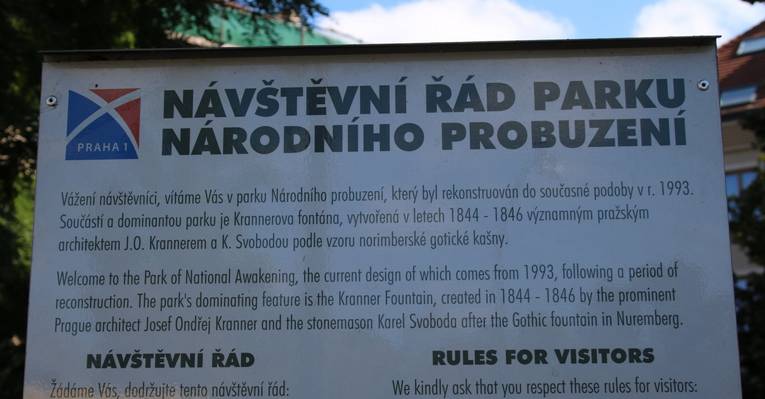 PRAHA 1
NÁVŠTĚVNÍ ŘÁD PARKU
NÁRODNÍHO PROBUZENÍ
Vážení návštěvníci, vítáme Vás v parku Národního probuzení, který byl rekonstruován do současné podoby v r. 1993.
Součástí a dominantou parku je Krannerova fontána, vytvořená v letech 1844 - 1846 významným pražským
architektem J.O. Krannerem a K. Svobodou podle vzoru norimberské gotické kašny.
Welcome to the Park of National Awakening, the current design of which comes from 1993, following a period of
reconstruction. The park's dominating feature is the Kranner Fountain, created in 1844 - 1846 by the prominent
Prague architect Josef Ondřej Kranner and the stonemason Karel Svoboda after the Gothic fountain in Nuremberg.
NÁVŠTĚVNÍ ŘÁD
Žádáme Vás, dodržujte tento návštěvní řád:
RULES FOR VISITORS
We kindly ask that you respect these rules for visitors: